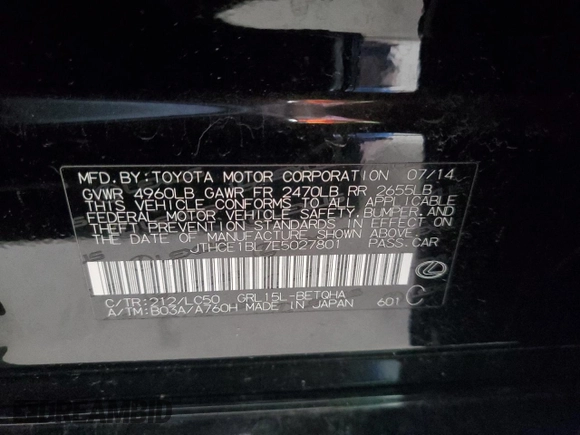 MFD. BY: TOYOTA MOTOR CORPORATION 07/14
GVWR 4960LB GAWR FR 2470LB RR 2655LB
THIS VEHICLE CONFORMS TO ALL APPLICABLE
FEDERAL MOTOR VEHICLE SAFETY, BUMPER, AND
THEFT PREVENTION STANDARDS IN EFFECT ON
THE DATE OF MANUFACTURE SHOWN ABOVE.
JTHCE1BL7E5027801 PASS. CAR
C/TR: 212/LC50 GRL15L-BETQHA
A/TM: B03A/A760H MADE IN JAPAN 601 C